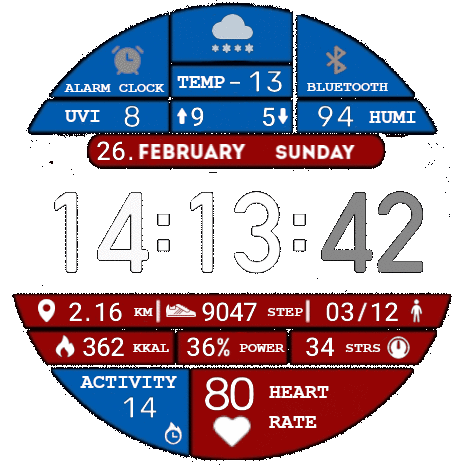 ALARM CLOCK
TEMP - 13
BLUETOOTH
UVI 8
9 5
94 HUMI
26. FEBRUARY SUNDAY
14:13:42
2.16 KM
9047 STEP
03/12
362 KKAL
36% POWER
34 STRS
ACTIVITY
14
80 HEART
RATE